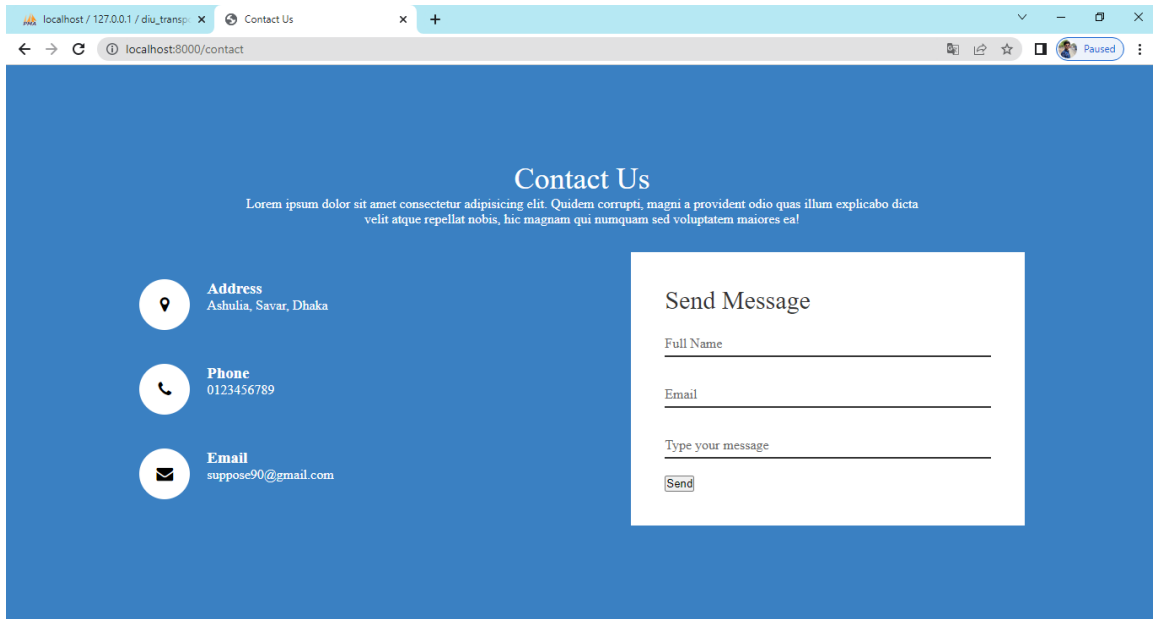 localhost / 127.0.0.1 / diu_transpo
Contact Us
localhost:8000/contact
Paused
Contact Us
Lorem ipsum dolor sit amet consectetur adipisicing elit. Quidem corrupti, magni a provident odio quas illum explicabo dicta
velit atque repellat nobis, hic magnam qui numquam sed voluptatem maiores ea!
Address
Ashulia, Savar, Dhaka
Phone
0123456789
Email
suppose90@gmail.com
Send Message
Full Name
Email
Type your message
Send